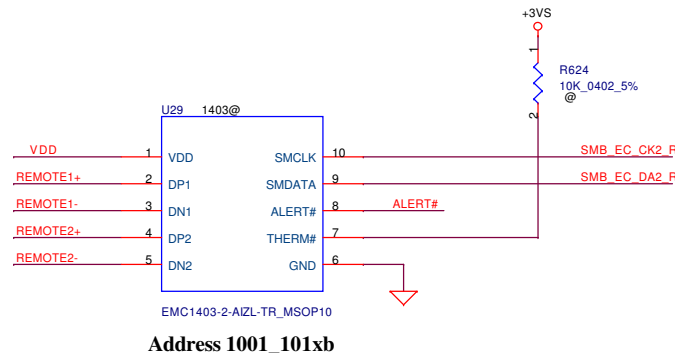 +3VS
1
R624
10K_0402_5%
@
2
U29 1403@
VDD 1 VDD SMCLK 10 SMB_EC_CK2_R
REMOTE1+ 2 DP1 SMDATA 9 SMB_EC_DA2_R
REMOTE1- 3 DN1 ALERT# 8 ALERT#
REMOTE2+ 4 DP2 THERM# 7
REMOTE2- 5 DN2 GND 6
EMC1403-2-AIZL-TR_MSOP10
Address 1001_101xb